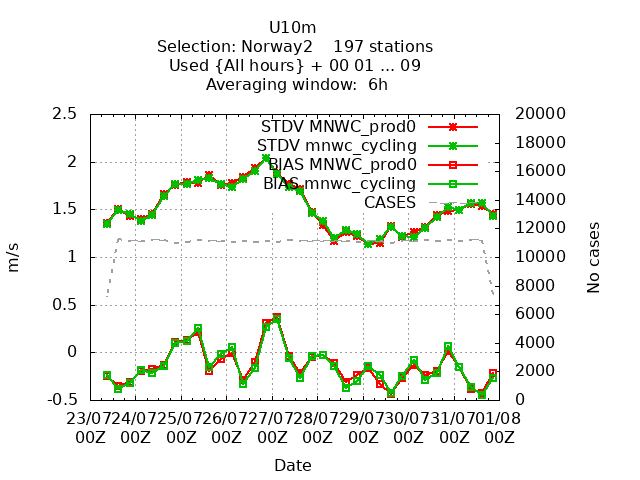 U10m
Selection: Norway2    197 stations
Used {All hours} + 00 01 ... 09
Averaging window:  6h
2.5
2
1.5
1
0.5
0
-0.5
m/s
20000
18000
16000
14000
12000
10000
8000
6000
4000
2000
0
No cases
STDV MNWC_prod0
STDV mnwc_cycling
BIAS MNWC_prod0
BIAS mnwc_cycling
CASES
23/07 24/07 25/07 26/07 27/07 28/07 29/07 30/07 31/07 01/08
00Z 00Z 00Z 00Z 00Z 00Z 00Z 00Z 00Z 00Z
Date